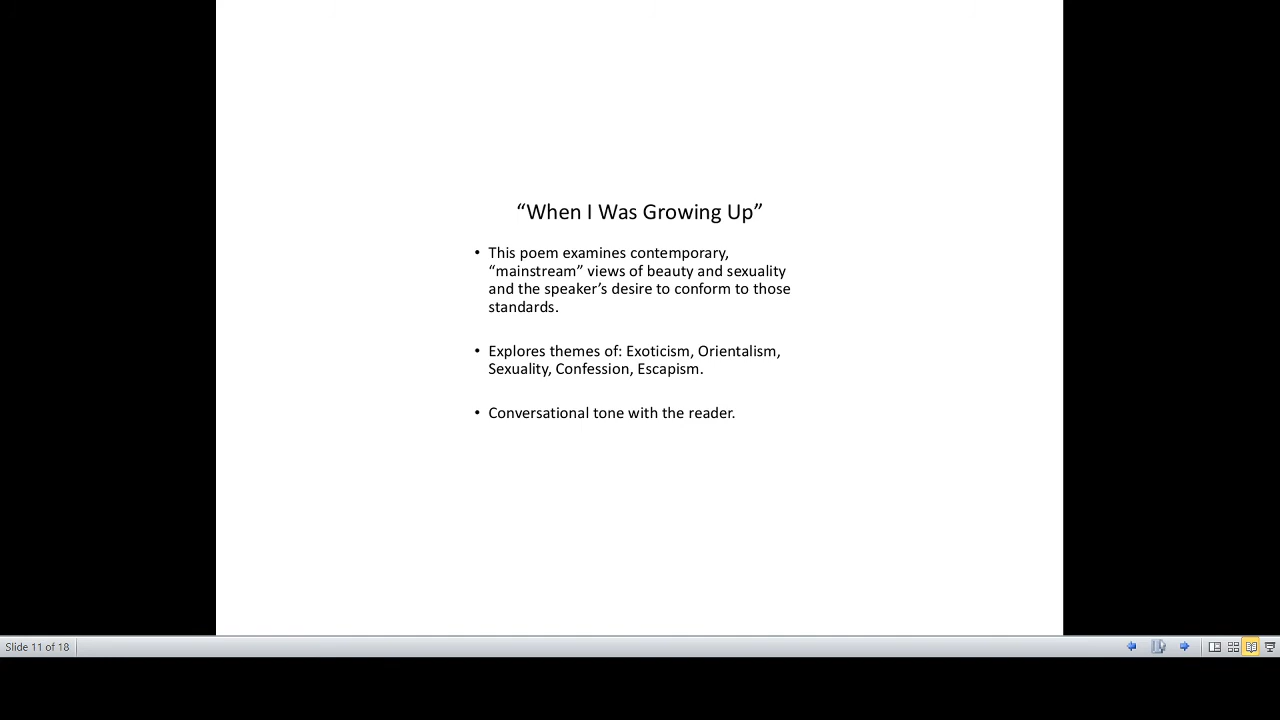 “When I Was Growing Up”
• This poem examines contemporary,
“mainstream” views of beauty and sexuality
and the speaker’s desire to conform to those
standards.
• Explores themes of: Exoticism, Orientalism,
Sexuality, Confession, Escapism.
• Conversational tone with the reader.
Slide 11 of 18